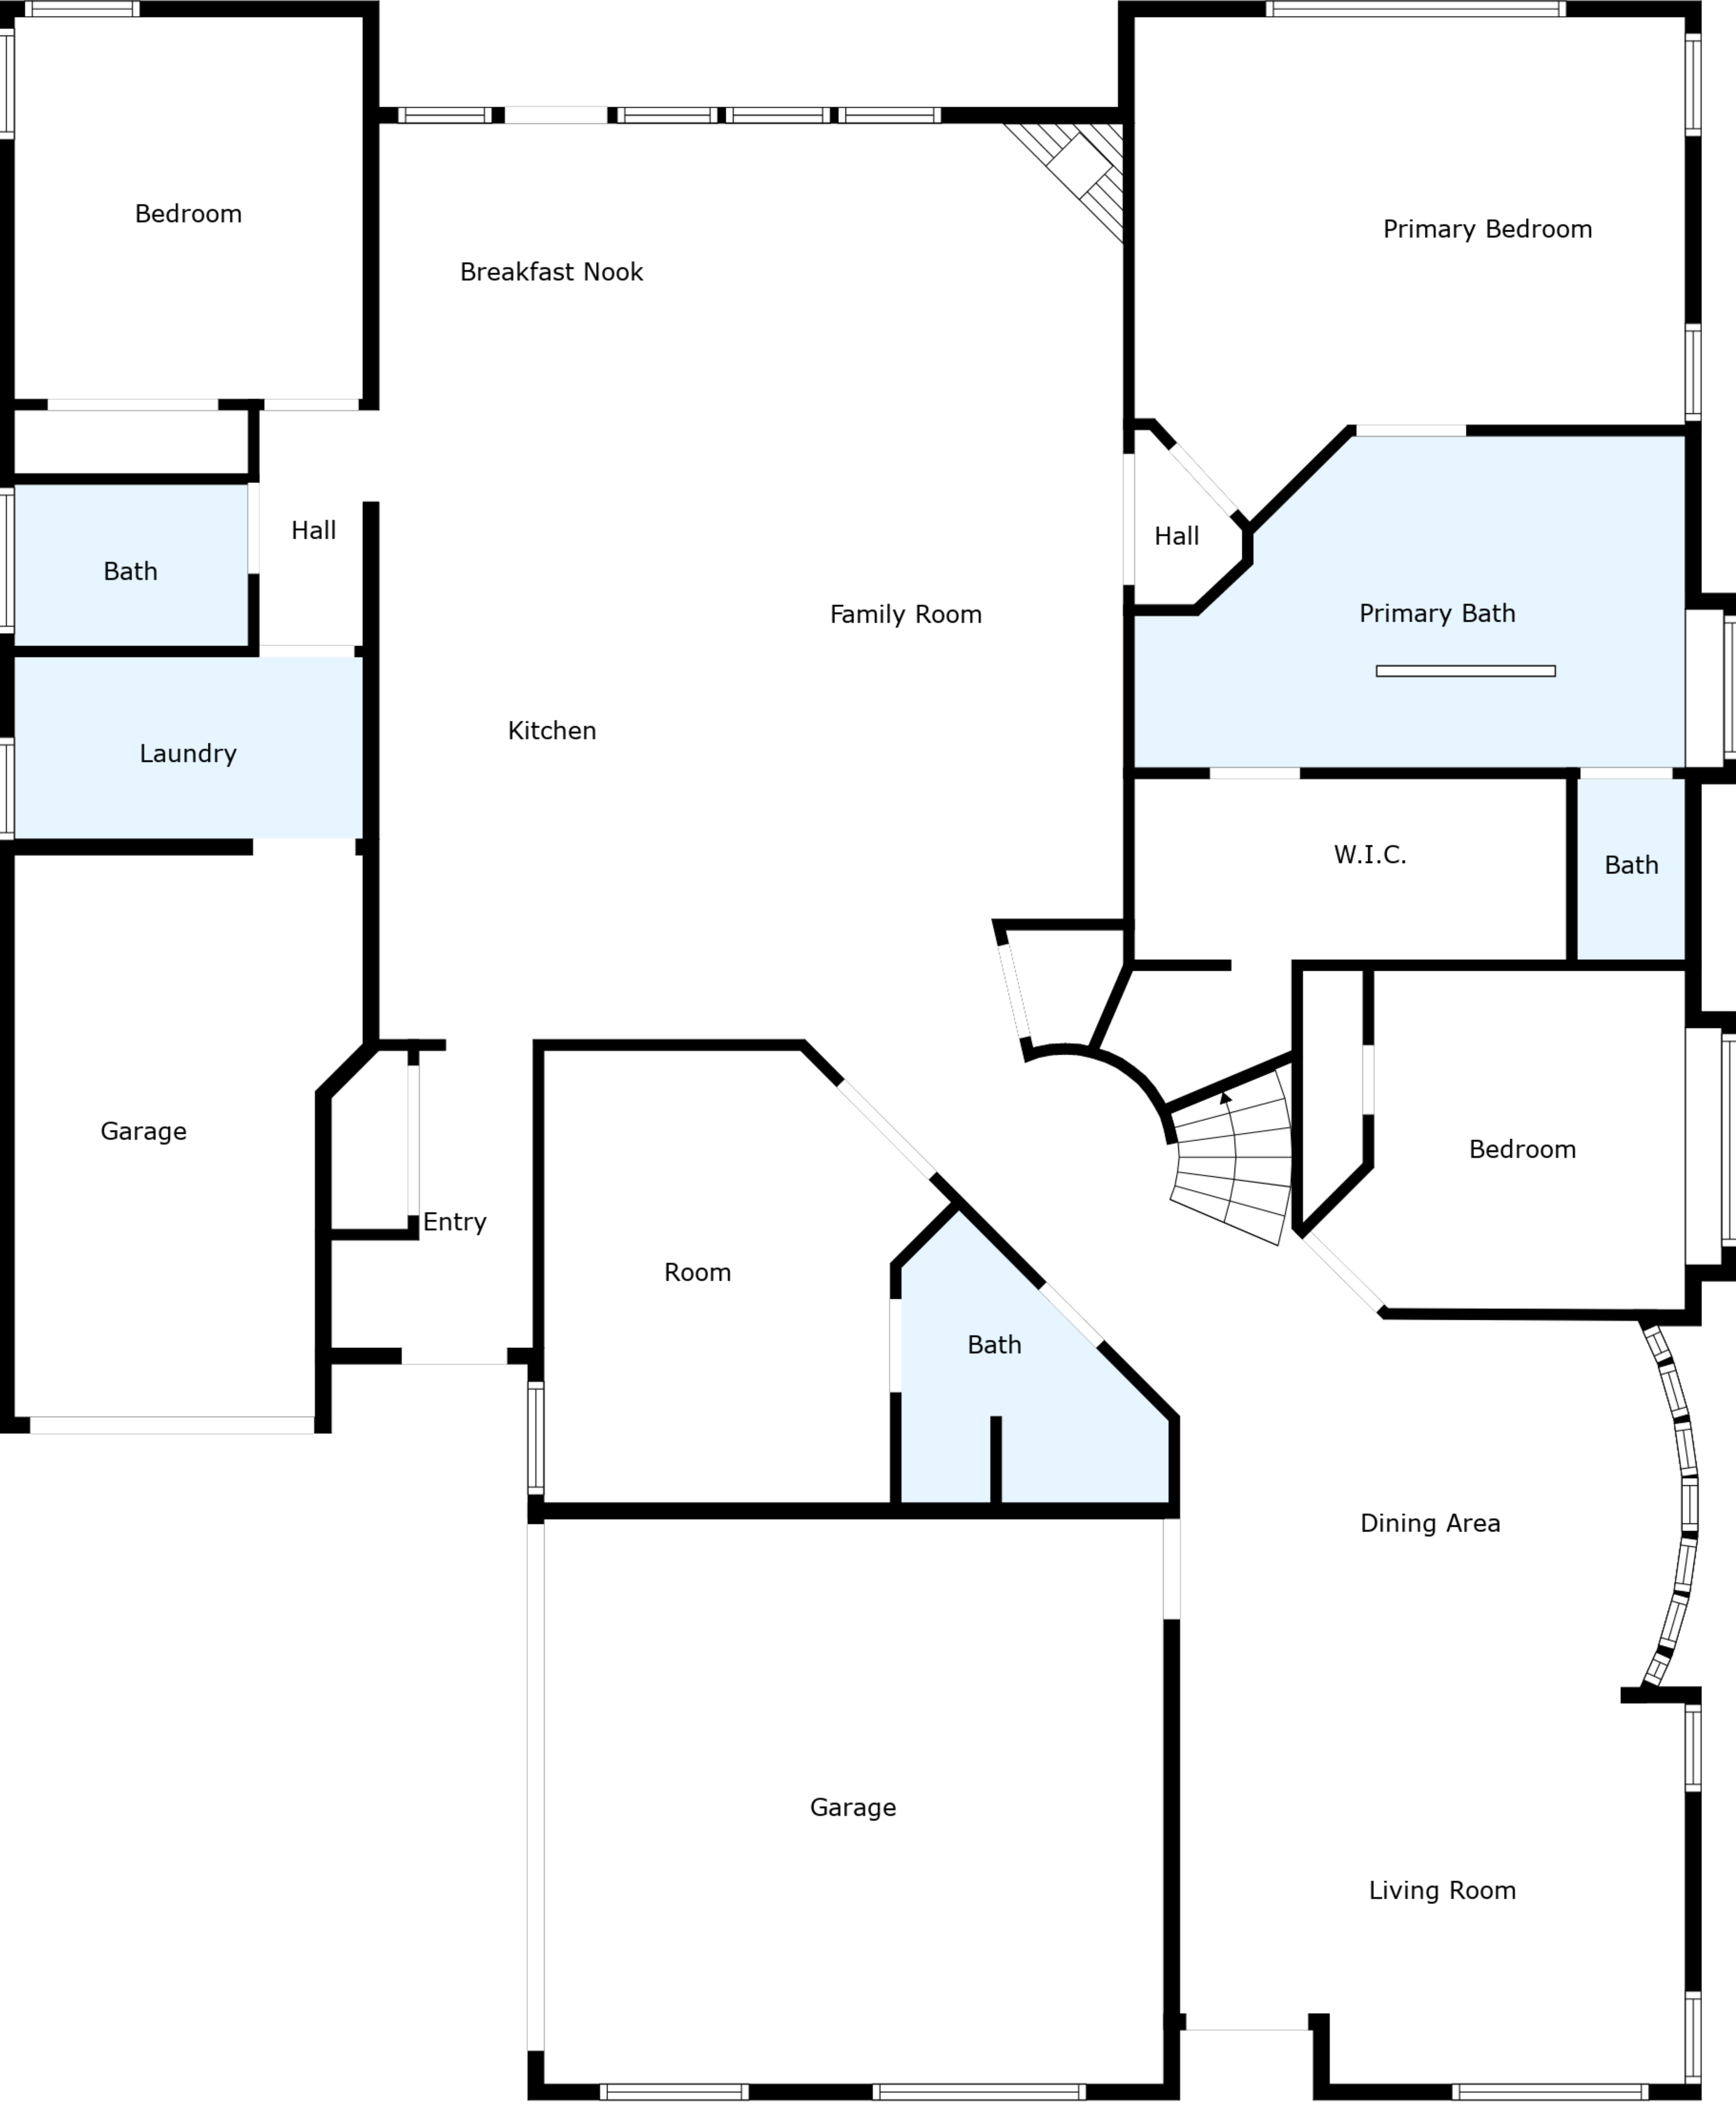 Bedroom
Primary Bedroom
Breakfast Nook
Hall
Hall
Bath
Family Room
Primary Bath
Kitchen
Laundry
W.I.C.
Bath
Garage
Bedroom
Entry
Room
Bath
Dining Area
Garage
Living Room